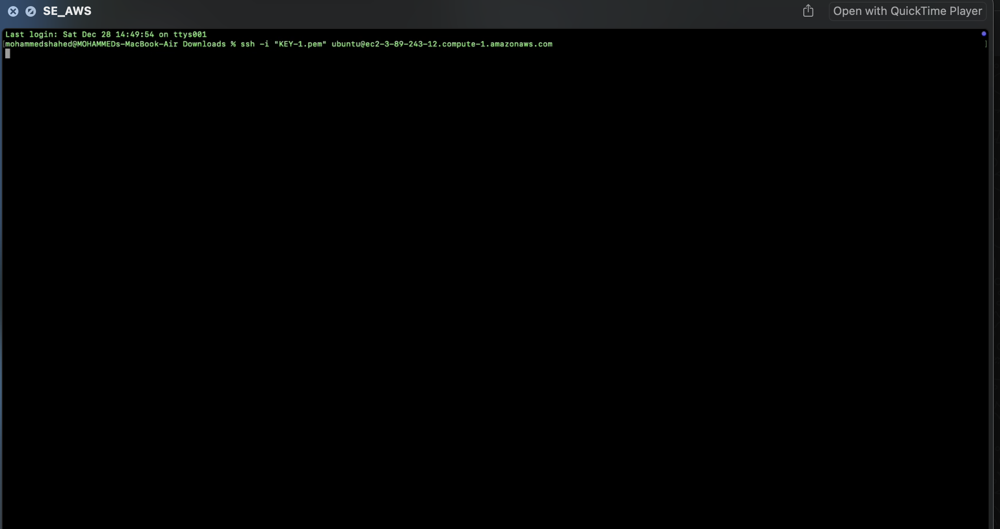 SE_AWS
Open with QuickTime Player
Last login: Sat Dec 28 14:49:54 on ttys001
[mohammedshahed@MOHAMMEDs-MacBook-Air Downloads % ssh -i "KEY-1.pem" ubuntu@ec2-3-89-243-12.compute-1.amazonaws.com ]